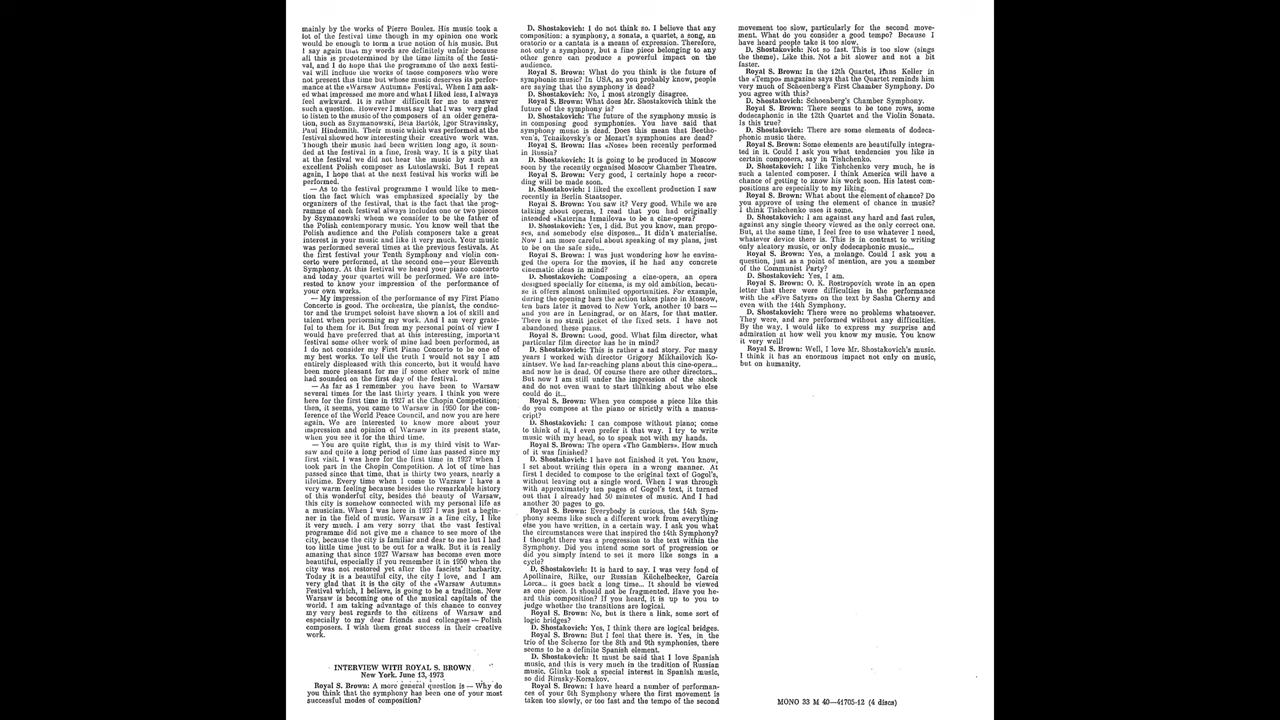 mainly by the works of Pierre Boulez. His music took a
lot of the festival time though in my opinion one work
would be enough to form a true notion of his music. But
I say again that my words are definitely unfair because
all this is predetermined by the time limits of the festi-
val, and I do hope that the programme of the next festi-
val will include the works of those composers who were
not present this time but whose music deserves its perfor-
mance at the «Warsaw Autumn» Festival. When I am ask-
ed what impressed me more and what I liked less, I always
feel awkward. It is rather difficult for me to answer
such a question. However I must say that I was very glad
to listen to the music of the composers of an older genera-
tion, such as Szymanowski, Bela Bartók, Igor Stravinsky,
Paul Hindemith. Their music which was performed at the
festival showed how interesting their creative work was.
Though their music had been written long ago, it soun-
ded at the festival in a fine, fresh way. It is a pity that
at the festival we did not hear the music by such an
excellent Polish composer as Lutoslawski. But I repeat
again, I hope that at the next festival his works will be
performed.
— As to the festival programme I would like to men-
tion the fact which was emphasized specially by the
organisers of the festival, that is the fact that the prog-
ramme of each festival always includes one or two pieces
by Szymanowski whom we consider to be the father of
the Polish contemporary music. You know well that the
Polish audience and the Polish composers take a great
interest in your music and like it very much. Your music
was performed several times at the previous festivals. At
the first festival your Tenth Symphony and violin con-
certo were performed, at the second one—your Eleventh
Symphony. At this festival we heard your piano concerto
and today your quartet will be performed. We are inte-
rested to know your impression of the performance of
your own works.
— My impression of the performance of my First Piano
Concerto is good. The orchestra, the pianist, the conduc-
tor and the trumpet soloist have shown a lot of skill and
talent when performing my work. And I am very grate-
ful to them for it. But from my personal point of view I
would have preferred that at this interesting, important
festival some other work of mine had been performed, as
I do not consider my First Piano Concerto to be one of
my best works. To tell the truth I would not say I am
entirely displeased with this concerto, but it would have
been more pleasant for me if some other work of mine
had sounded on the first day of the festival.
— As far as I remember you have been to Warsaw
several times for the last thirty years. I think you were
here for the first time in 1927 at the Chopin Competition;
then, it seems, you came to Warsaw in 1950 for the con-
ference of the World Peace Council, and now you are here
again. We are interested to know more about your
impression and opinion of Warsaw in its present state,
when you see it for the third time.
— You are quite right, this is my third visit to War-
saw and quite a long period of time has passed since my
first visit. I was here for the first time in 1927 when I
took part in the Chopin Competition. A lot of time has
passed since that time, that is thirty two years, nearly a
lifetime. Every time when I come to Warsaw I have a
very warm feeling because besides the remarkable history
of this wonderful city, besides the beauty of Warsaw,
this city is somehow connected with my personal life as a
musician. When I was here in 1927 I was just a begin-
ner in the field of music. Warsaw is a fine city, I like
it very much. I am very sorry that the vast festival
programme did not give me a chance to see more of the
city, because the city is familiar and dear to me but I had
too little time just to be out for a walk. But it is really
amazing that since 1927 Warsaw has become even more
beautiful, especially if you remember it in 1950 when the
city was not restored yet after the fascists' barbarity.
Today it is a beautiful city, the city I love, and I am
very glad that it is the city of the «Warsaw Autumn»
Festival which, I believe, is going to be a tradition. Now
Warsaw is becoming one of the musical capitals of the
world. I am taking advantage of this chance to convey
my very best regards to the citizens of Warsaw and
especially to my dear friends and colleagues — Polish
composers. I wish them great success in their creative
work.
INTERVIEW WITH ROYAL S. BROWN
New York. June 13, 1973
Royal S. Brown: A more general question is — Why do
you think that the symphony has been one of your most
successful modes of composition?
D. Shostakovich: I do not think so. I believe that any
composition: a symphony, a sonata, a quartet, a song, an
oratorio or a cantata is a means of expression. Therefore,
not only a symphony, but a fine piece belonging to any
other genre can produce a powerful impact on the
audience.
Royal S. Brown: What do you think is the future of
symphonic music? In USA, as you probably know, people
are saying that the symphony is dead?
D. Shostakovich: No, I most strongly disagree.
Royal S. Brown: What does Mr. Shostakovich think the
future of the symphony is?
D. Shostakovich: The future of the symphony music is
in composing good symphonies. You have said that
symphony music is dead. Does this mean that Beetho-
ven's, Tchaikovsky's or Mozart's symphonies are dead?
Royal S. Brown: Has «Nose» been recently performed
in Russia?
D. Shostakovich: It is going to be produced in Moscow
soon by the recently organised Moscow Chamber Theatre.
Royal S. Brown: Very good, I certainly hope a recor-
ding will be made soon.
D. Shostakovich: I liked the excellent production I saw
recently in Berlin Staatsoper.
Royal S. Brown: You saw it? Very good. While we are
talking about operas, I read that you had originally
intended «Katerina Izmailova» to be a cine-opera?
D. Shostakovich: Yes, I did. But you know, man propo-
ses, and somebody else disposes... It didn't materialise.
Now I am more careful about speaking of my plans, just
to be on the safe side...
Royal S. Brown: I was just wondering how he envisa-
ged the opera for the movies, if he had any concrete
cinematic ideas in mind?
D. Shostakovich: Composing a cine-opera, an opera
designed specially for cinema, is my old ambition, becau-
se it offers almost unlimited opportunities. For example,
during the opening bars the action takes place in Moscow,
ten bars later it moved to New York, another 10 bars —
and you are in Leningrad, or on Mars, for that matter.
There is no strait jacket of the fixed sets. I have not
abandoned these plans.
Royal S. Brown: Good, good. What film director, what
particular film director has he in mind?
D. Shostakovich: This is rather a sad story. For many
years I worked with director Grigory Mikhailovich Ko-
zintsev. We had far-reaching plans about this cine-opera...
and now he is dead. Of course there are other directors...
But now I am still under the impression of the shock
and do not even want to start thinking about who else
could do it...
Royal S. Brown: When you compose a piece like this
do you compose at the piano or strictly with a manus-
cript?
D. Shostakovich: I can compose without piano; come
to think of it, I even prefer it that way. I try to write
music with my head, so to speak not with my hands.
Royal S. Brown: The opera «The Gamblers». How much
of it was finished?
D. Shostakovich: I have not finished it yet. You know,
I set about writing this opera in a wrong manner. At
first I decided to compose to the original text of Gogol's,
without leaving out a single word. When I was through
with approximately ten pages of Gogol's text, it turned
out that I already had 50 minutes of music. And I had
another 30 pages to go.
Royal S. Brown: Everybody is curious, the 14th Sym-
phony seems like such a different work from everything
else you have written, in a certain way. I ask you what
the circumstances were that inspired the 14th Symphony?
I thought there was a progression to the text within the
Symphony. Did you intend some sort of progression or
did you simply intend to set it more like songs in a
cycle?
D. Shostakovich: It is hard to say. I was very fond of
Apollinaire, Rilke, our Russian Küchelbecker, Garcia
Lorca... it goes back a long time... It should be viewed
as one piece. It should not be fragmented. Have you he-
ard this composition? If you heard, it is up to you to
judge whether the transitions are logical.
Royal S. Brown: No, but is there a link, some sort of
logic bridges?
D. Shostakovich: Yes, I think there are logical bridges.
Royal S. Brown: But I feel that there is. Yes, in the
trio of the Scherzo for the 8th and 9th symphonies, there
seems to be a definite Spanish element.
D. Shostakovich: It must be said that I love Spanish
music, and this is very much in the tradition of Russian
music. Glinka took a special interest in Spanish music,
so did Rimsky-Korsakov.
Royal S. Brown: I have heard a number of performan-
ces of your 6th Symphony where the first movement is
taken too slowly, or too fast and the tempo of the second
movement too slow, particularly for the second move-
ment. What do you consider a good tempo? Because I
have heard people take it too slow.
D. Shostakovich: Not so fast. This is too slow (sings
the theme). Like this. Not a bit slower and not a bit
faster.
Royal S. Brown: In the 12th Quartet, Hans Keller in
the «Tempo» magazine says that the Quartet reminds him
very much of Schoenberg's First Chamber Symphony. Do
you agree with this?
D. Shostakovich: Schoenberg's Chamber Symphony.
Royal S. Brown: There seems to be tone rows, some
dodecaphonic in the 12th Quartet and the Violin Sonata.
Is this true?
D. Shostakovich: There are some elements of dodeca-
phonic music there.
Royal S. Brown: Some elements are beautifully integra-
ted in it. Could I ask you what tendencies you like in
certain composers, say in Tishchenko.
D. Shostakovich: I like Tishchenko very much, he is
such a talented composer. I think America will have a
chance of getting to know his work soon. His latest com-
positions are especially to my liking.
Royal S. Brown: What about the element of chance? Do
you approve of using the element of chance in music?
I think Tishchenko uses it some.
D. Shostakovich: I am against any hard and fast rules,
against any single theory viewed as the only correct one.
But, at the same time, I feel free to use whatever I need,
whatever device there is. This is in contrast to writing
only aleatory music, or only dodecaphonic music...
Royal S. Brown: Yes, a melange. Could I ask you a
question, just as a point of mention, are you a member
of the Communist Party?
D. Shostakovich: Yes, I am.
Royal S. Brown: O. K. Rostropovich wrote in an open
letter that there were difficulties in the performance
with the «Five Satyrs» on the text by Sasha Cherny and
even with the 14th Symphony.
D. Shostakovich: There were no problems whatsoever.
They were, and are performed without any difficulties.
By the way, I would like to express my surprise and
admiration at how well you know my music. You know
it very well!
Royal S. Brown: Well, I love Mr. Shostakovich's music.
I think it has an enormous impact not only on music,
but on humanity.
MONO 33 M 40—41705-12 (4 discs)